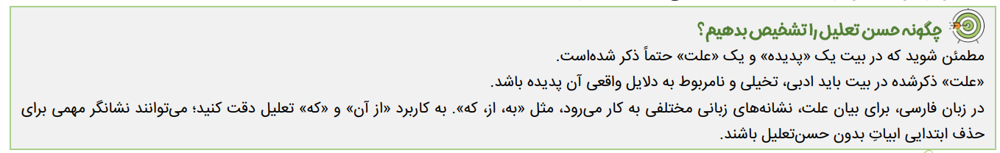 چگونه حسن تعلیل را تشخیص بدهیم؟
مطمئن شوید که در بیت یک «پدیده» و یک «علت» حتماً ذکر شده‌است.
«علت» ذکرشده در بیت باید ادبی، تخیلی و نامربوط به دلایل واقعی آن پدیده باشد.
در زبان فارسی، برای بیان علت، نشانه‌های زبانی مختلفی به کار می‌رود، مثل «به، از، که». به کاربرد «از آن» و «که» تعلیل دقت کنید؛ می‌توانند نشانگر مهمی برای
حذف ابتدایی ابیاتِ بدون حسن‌تعلیل باشند.